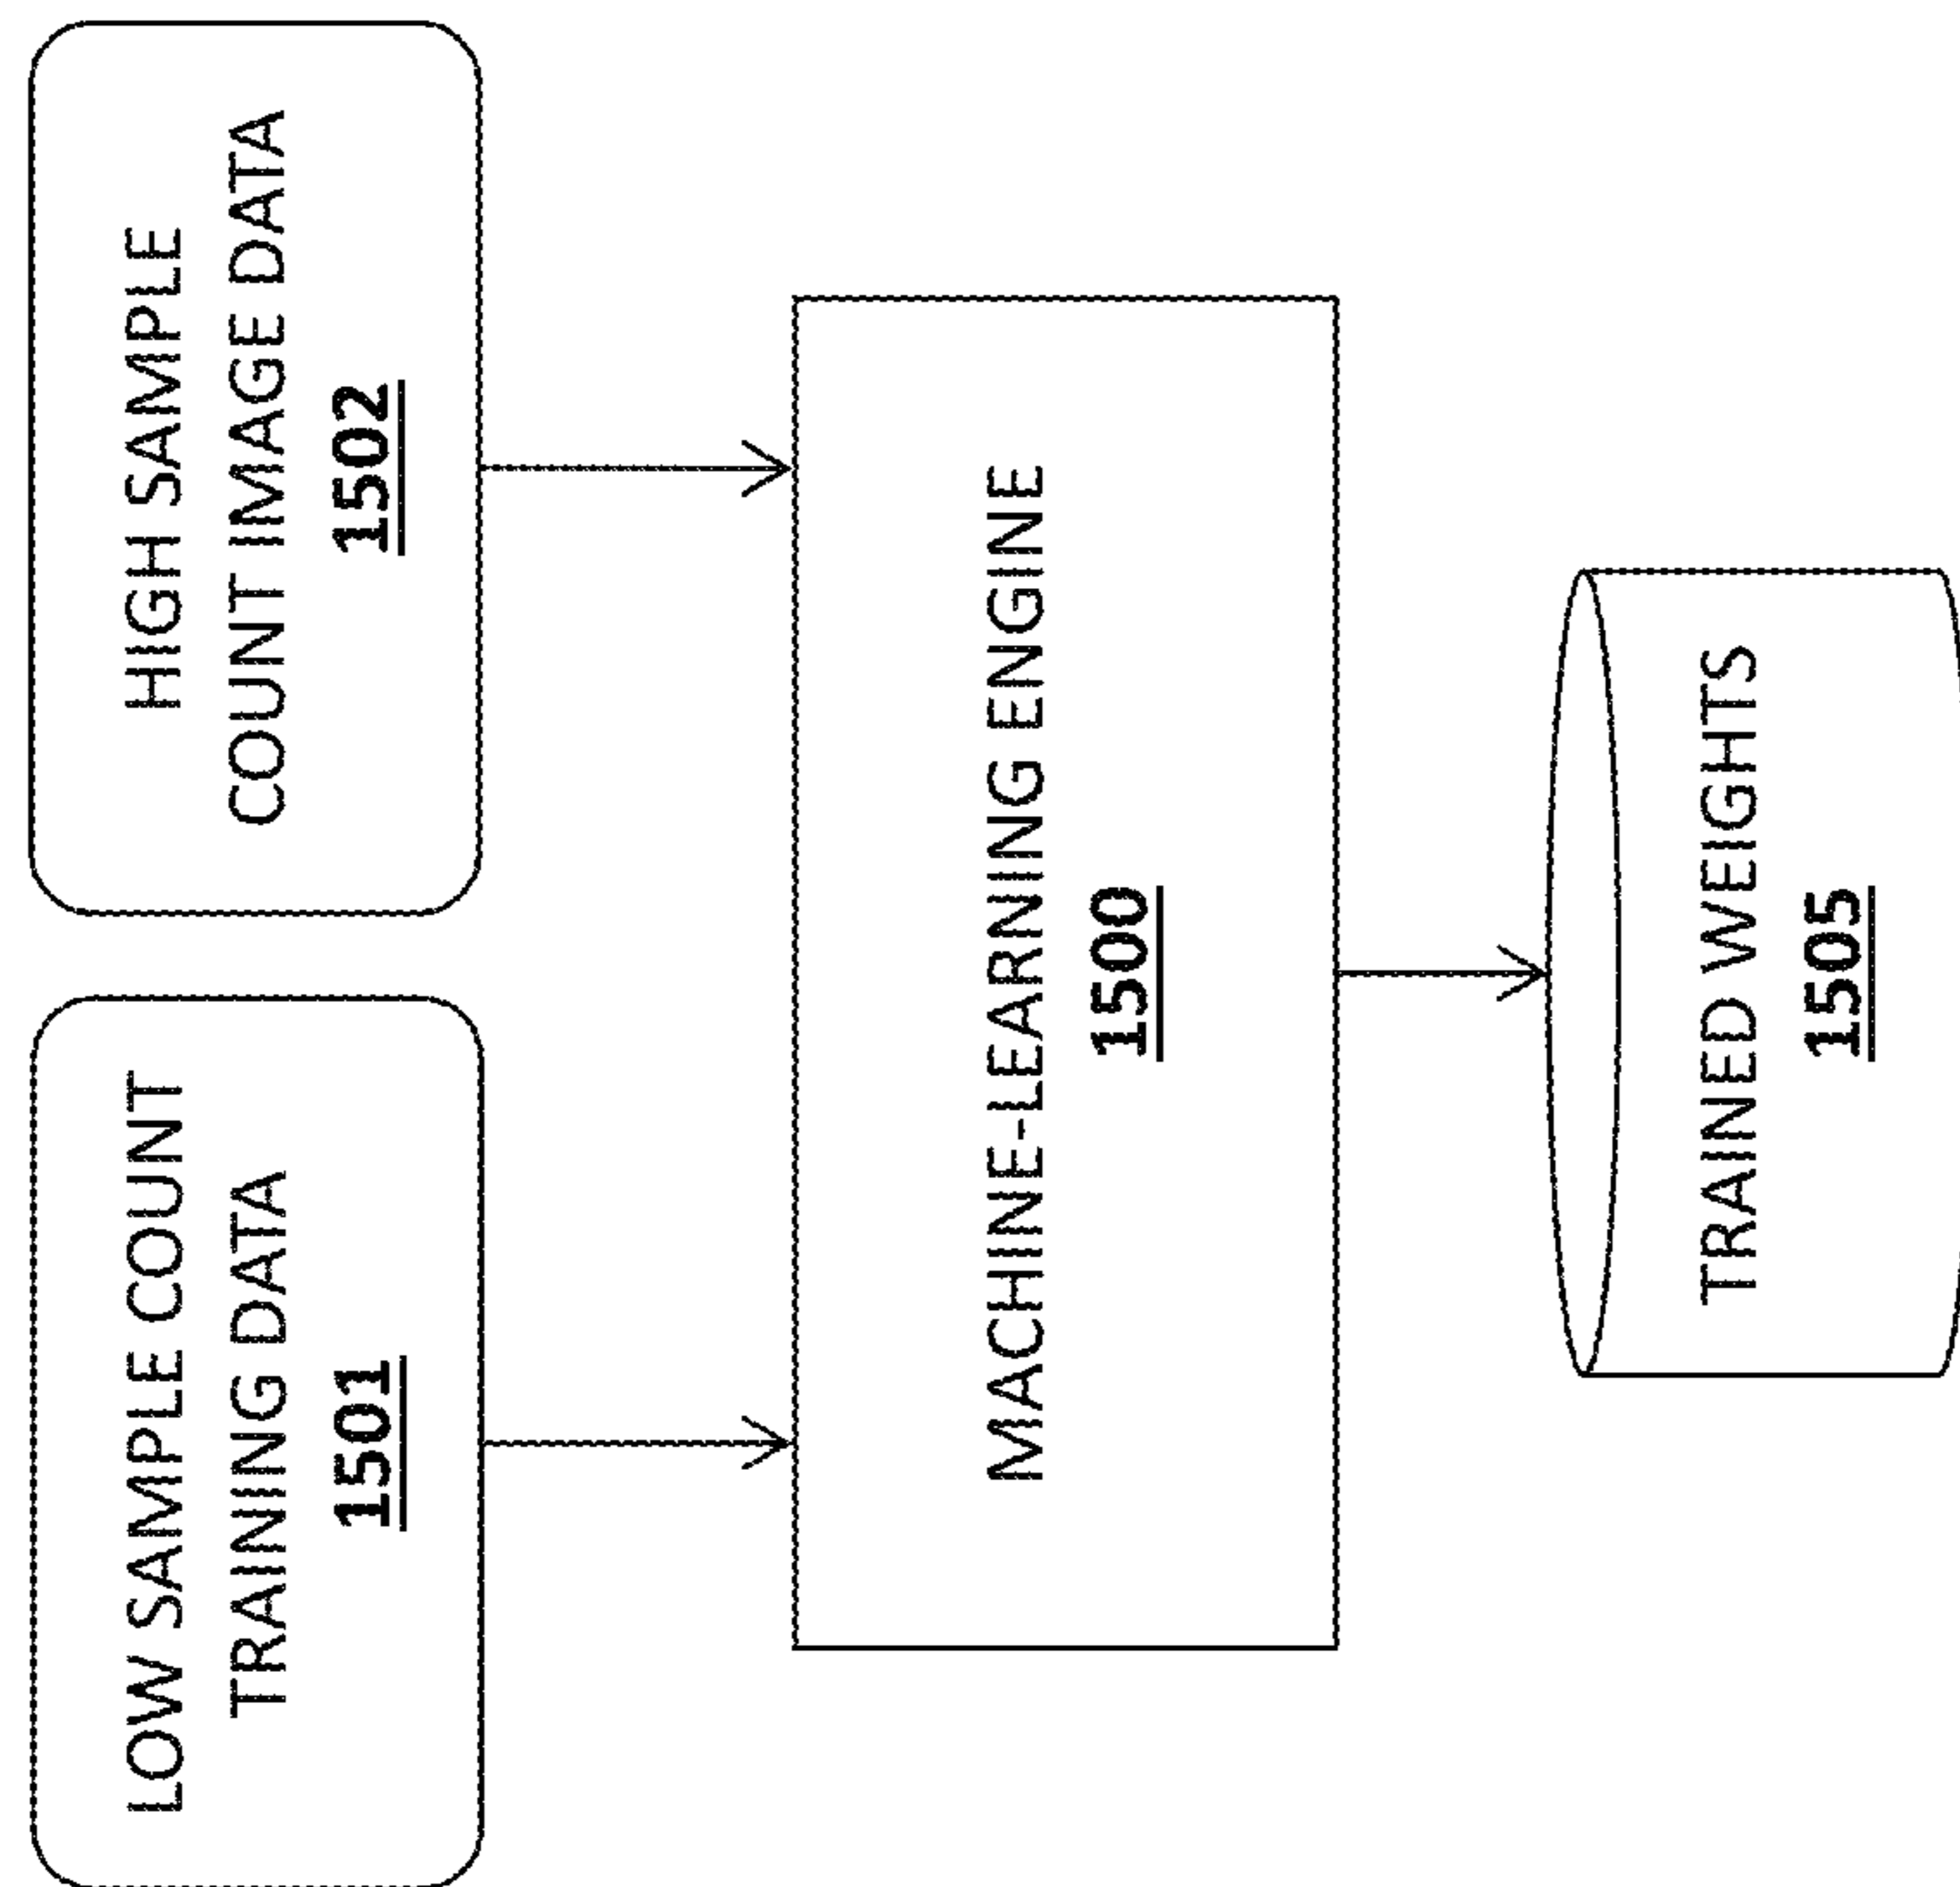 LOW SAMPLE COUNT
TRAINING DATA
1501
HIGH SAMPLE
COUNT IMAGE DATA
1502
MACHINE-LEARNING ENGINE
1500
TRAINED WEIGHTS
1505